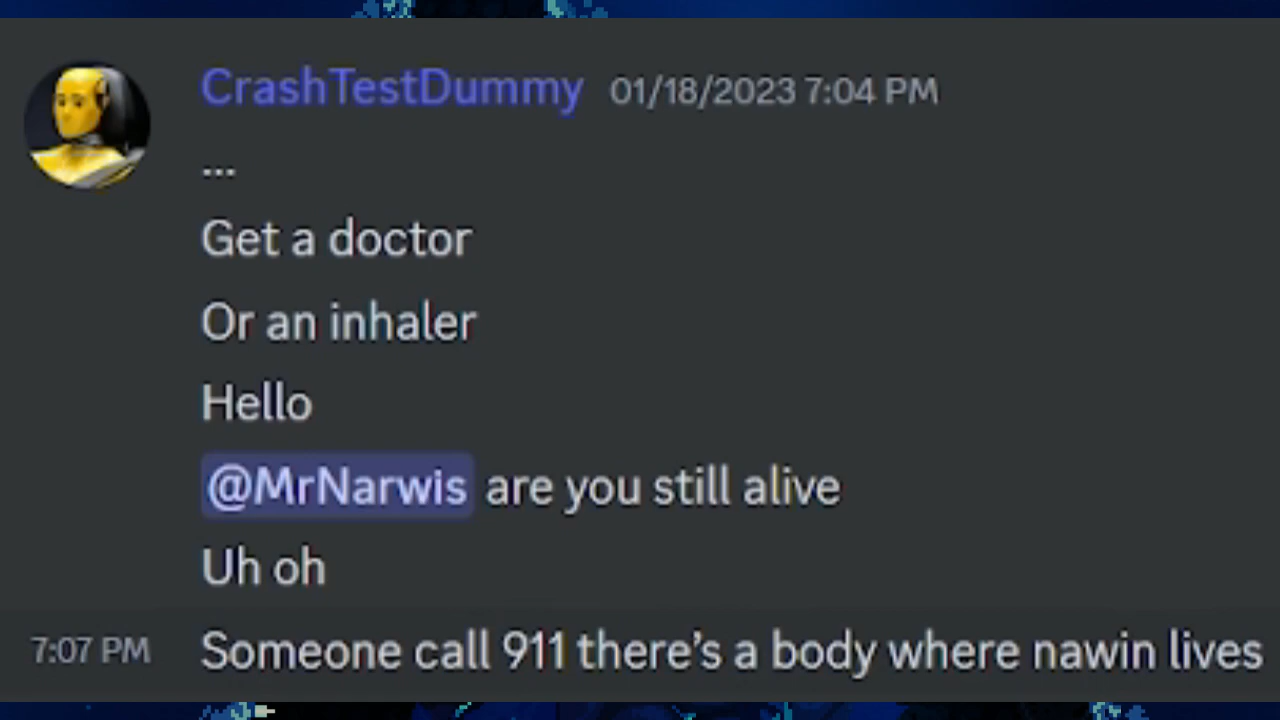 CrashTestDummy 01/18/2023 7:04 PM
...
Get a doctor
Or an inhaler
Hello
@MrNarwis are you still alive
Uh oh
7:07 PM Someone call 911 there’s a body where nawin lives